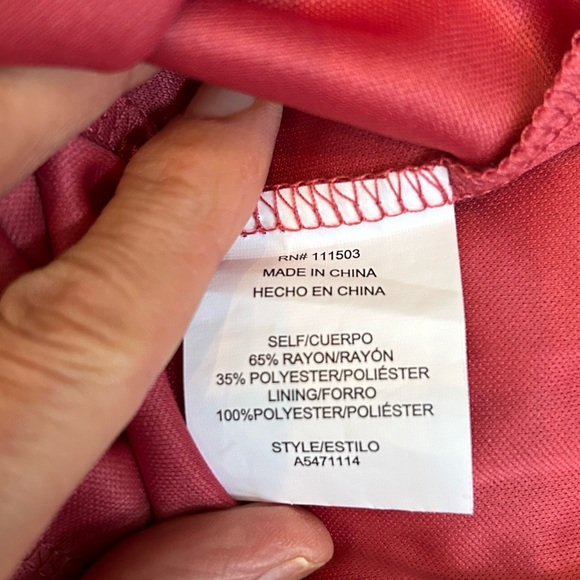 RN# 111503
MADE IN CHINA
HECHO EN CHINA
SELF/CUERPO
65% RAYON/RAYÓN
35% POLYESTER/POLIÉSTER
LINING/FORRO
100%POLYESTER/POLIÉSTER
STYLE/ESTILO
A5471114